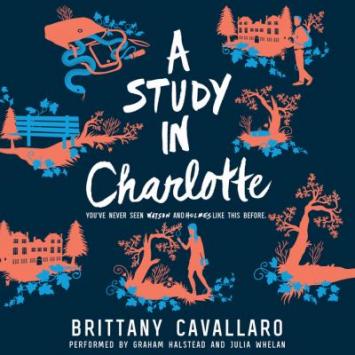 A
STUDY
IN
Charlotte
YOU'VE NEVER SEEN WATSON AND HOLMES LIKE THIS BEFORE.
BRITTANY CAVALLARO
PERFORMED BY GRAHAM HALSTEAD AND JULIA WHELAN